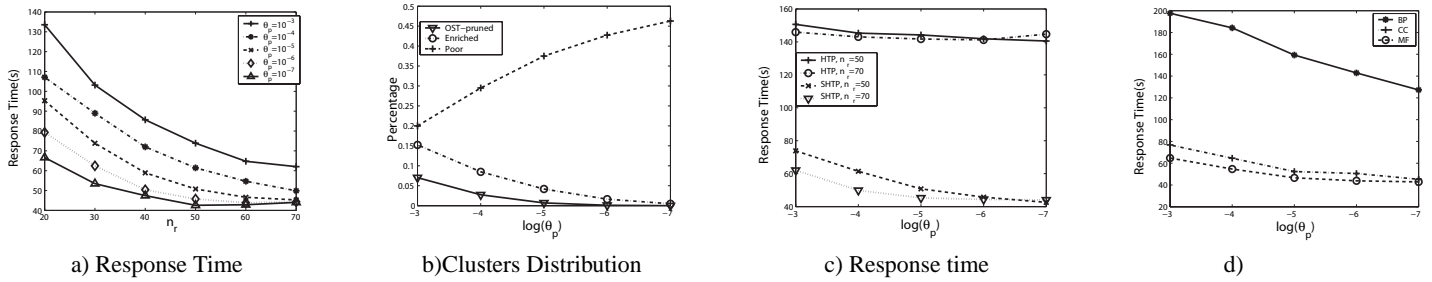 140
130
120
110
100
90
80
70
60
50
40
20 30 40 50 60 70
Response Time(s)
n_r
θ_p=10^−3
θ_p=10^−4
θ_p=10^−5
θ_p=10^−6
θ_p=10^−7
a) Response Time
0.5
0.45
0.4
0.35
0.3
0.25
0.2
0.15
0.1
0.05
0
−3 −4 −5 −6 −7
Percentage
log(θ_p)
OST−pruned
Enriched
Poor
b)Clusters Distribution
160
140
120
100
80
60
40
−3 −4 −5 −6 −7
Response Time(s)
log(θ_p)
HTP, n_r=50
HTP, n_r=70
SHTP, n_r=50
SHTP, n_r=70
c) Response time
200
180
160
140
120
100
80
60
40
20
−3 −4 −5 −6 −7
Response Time(s)
log(θ_p)
BP
CC
MF
d)